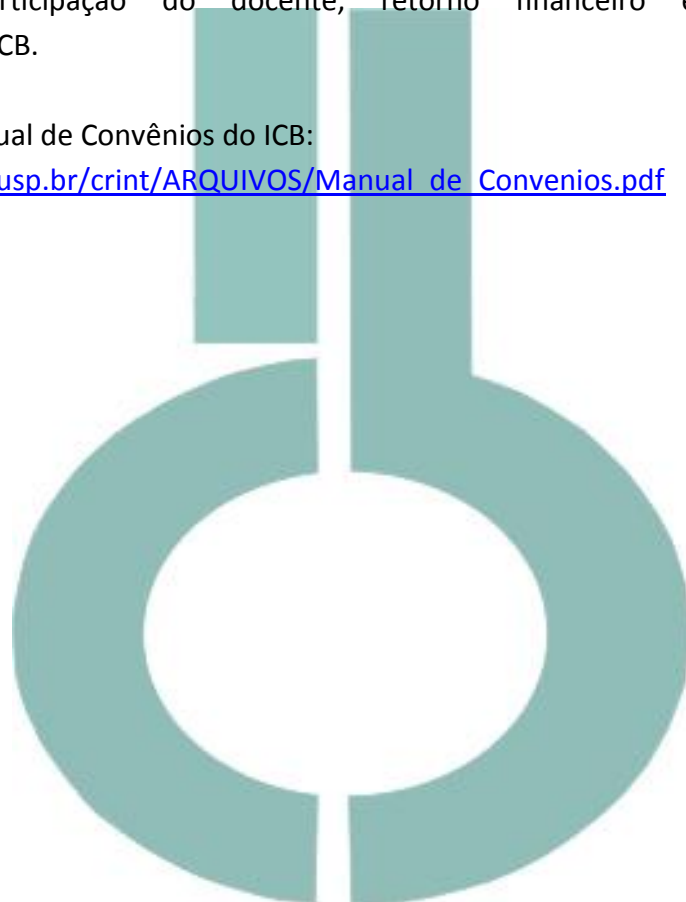 rticipação do docente, retorno financeiro e
CB.
ual de Convênios do ICB:
usp.br/crint/ARQUIVOS/Manual_de_Convenios.pdf